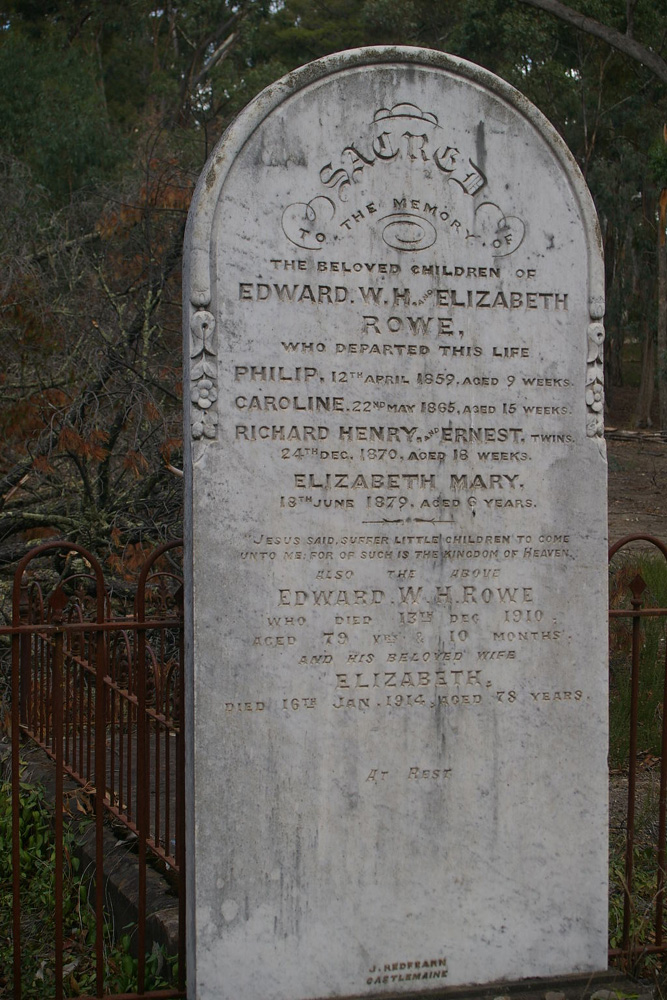 SACRED
TO THE MEMORY OF
THE BELOVED CHILDREN OF
EDWARD. W. H. AND ELIZABETH
ROWE,
WHO DEPARTED THIS LIFE
PHILIP. 12TH APRIL 1859. AGED 9 WEEKS.
CAROLINE. 22ND MAY 1865, AGED 15 WEEKS.
RICHARD HENRY. AND ERNEST. TWINS.
24TH DEC. 1870. AGED 18 WEEKS.
ELIZABETH MARY.
18TH JUNE 1879. AGED 6 YEARS.
JESUS SAID, SUFFER LITTLE CHILDREN TO COME
UNTO ME: FOR OF SUCH IS THE KINGDOM OF HEAVEN.
ALSO THE ABOVE
EDWARD. W. H. ROWE
WHO DIED 13TH DEC 1910.
AGED 79 YRS & 10 MONTHS.
AND HIS BELOVED WIFE
ELIZABETH.
DIED 16TH JAN. 1914, AGED 78 YEARS.
AT REST
J. REDFEARN
CASTLEMAINE